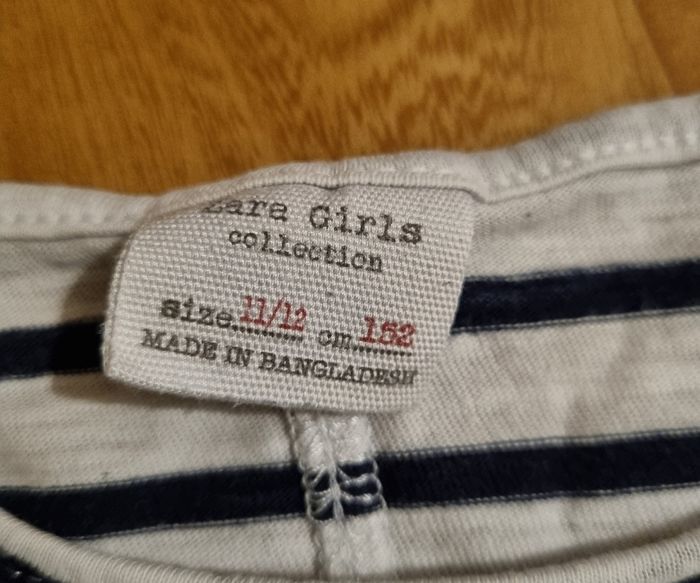 Zara Girls
collection
size 11/12 cm 152
MADE IN BANGLADESH